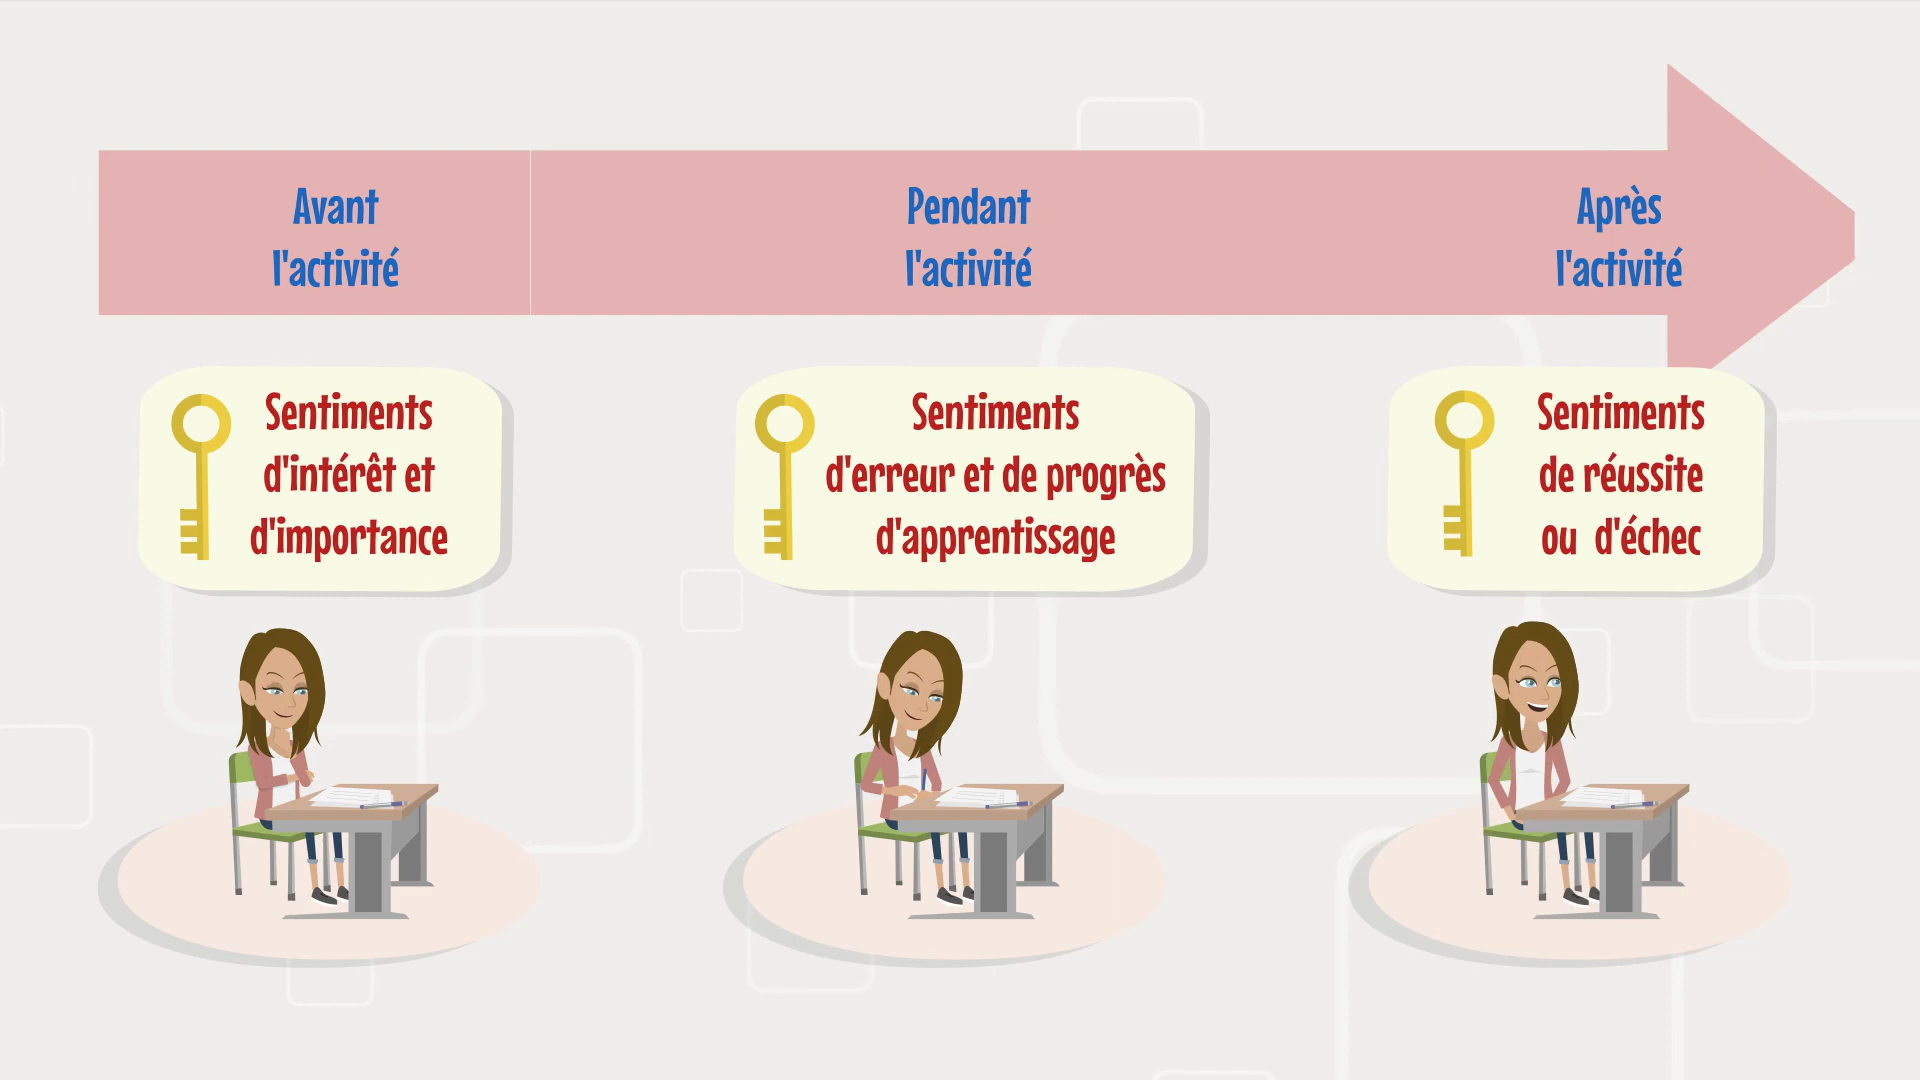 Avant
l'activité
Pendant
l'activité
Après
l'activité
Sentiments
d'intérêt et
d'importance
Sentiments
d'erreur et de progrès
d'apprentissage
Sentiments
de réussite
ou d'échec